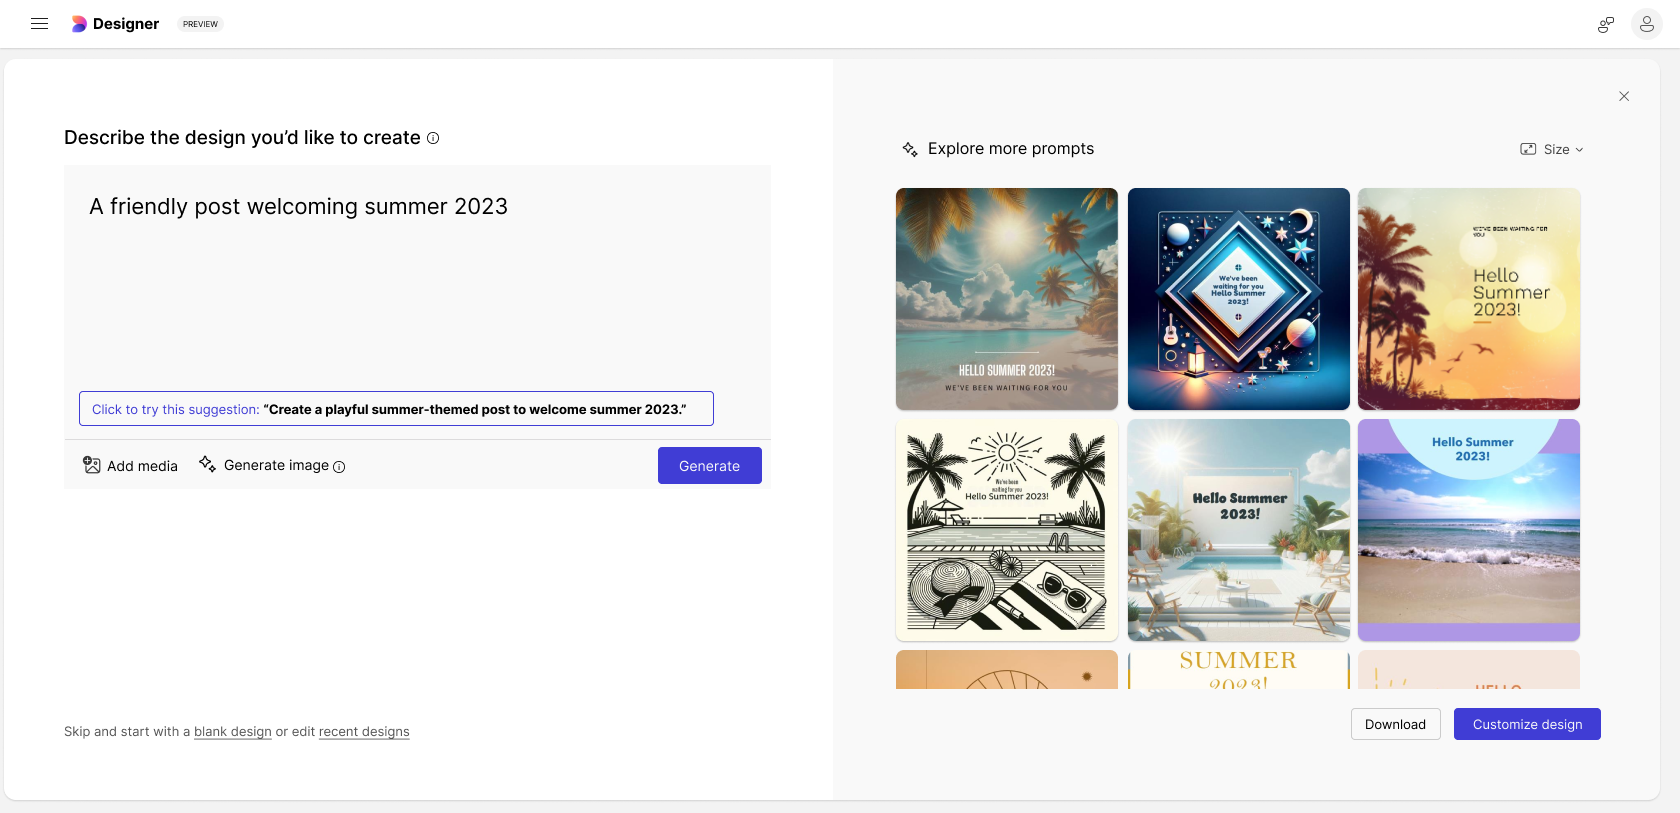 Designer
PREVIEW
Describe the design you’d like to create
A friendly post welcoming summer 2023
Click to try this suggestion: “Create a playful summer-themed post to welcome summer 2023.”
Add media
Generate image
Generate
Skip and start with a blank design or edit recent designs
Explore more prompts
Size
HELLO SUMMER 2023!
WE'VE BEEN WAITING FOR YOU
We've been
waiting for you
Hello Summer
2023!
WE'VE BEEN WAITING FOR
YOU
Hello
Summer
2023!
We've been
waiting for you
Hello Summer 2023!
Hello Summer
2023!
Hello Summer
2023!
SUMMER
2023!
HELLO
Download
Customize design